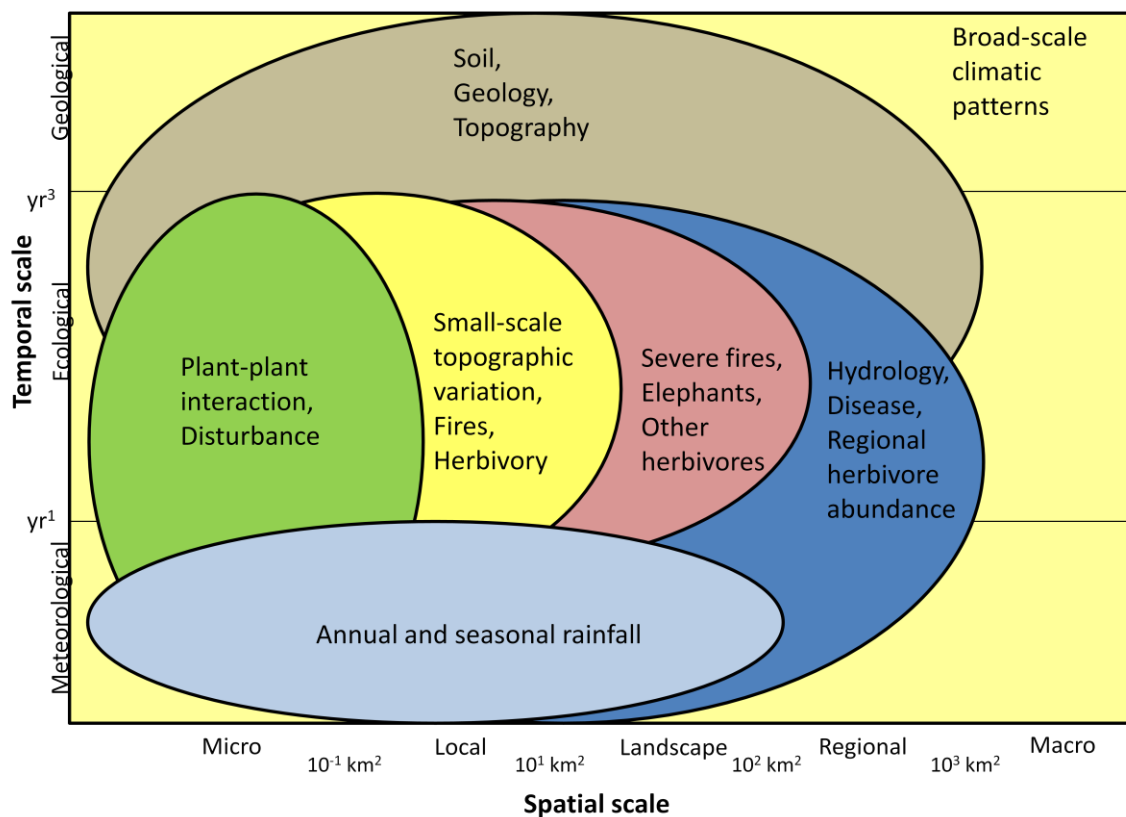 Soil,
Geology,
Topography
Broad-scale
climatic
patterns
Plant-plant
interaction,
Disturbance
Small-scale
topographic
variation,
Fires,
Herbivory
Severe fires,
Elephants,
Other
herbivores
Hydrology,
Disease,
Regional
herbivore
abundance
Annual and seasonal rainfall
Temporal scale
Geological
yr³
Ecological
yr¹
Meteorological
Micro
10⁻¹ km²
Local
10¹ km²
Landscape
10² km²
Regional
10³ km²
Macro
Spatial scale